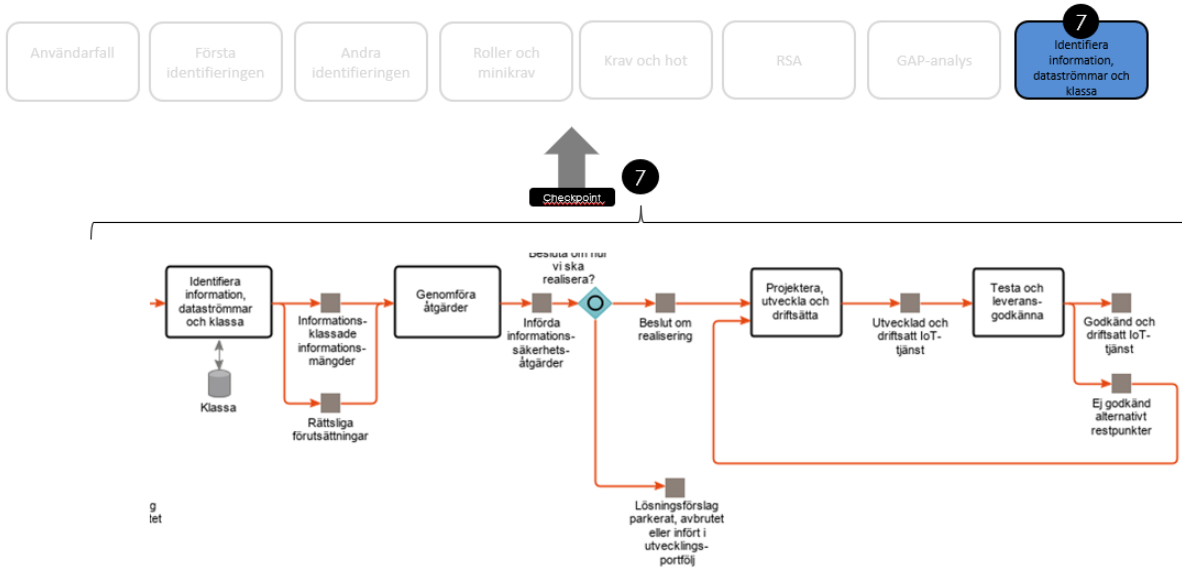 7
Användarfall
Första
identifieringen
Andra
identifieringen
Roller och
minikrav
Krav och hot
RSA
GAP-analys
Identifiera
information,
dataströmmar och
klassa
7
Checkpoint
Identifiera
information,
dataströmmar
och klassa
Klassa
Informations-
klassade
informations-
mängder
Rättsliga
förutsättningar
Genomföra
åtgärder
Införda
informations-
säkerhets-
åtgärder
Besluta om hur
vi ska
realisera?
Beslut om
realisering
Lösningsförslag
parkerat, avbrutet
eller infört i
utvecklings-
portfölj
Projektera,
utveckla och
driftsätta
Utvecklad och
driftsatt IoT-
tjänst
Testa och
leverans-
godkänna
Godkänd och
driftsatt IoT-
tjänst
Ej godkänd
alternativt
restpunkter